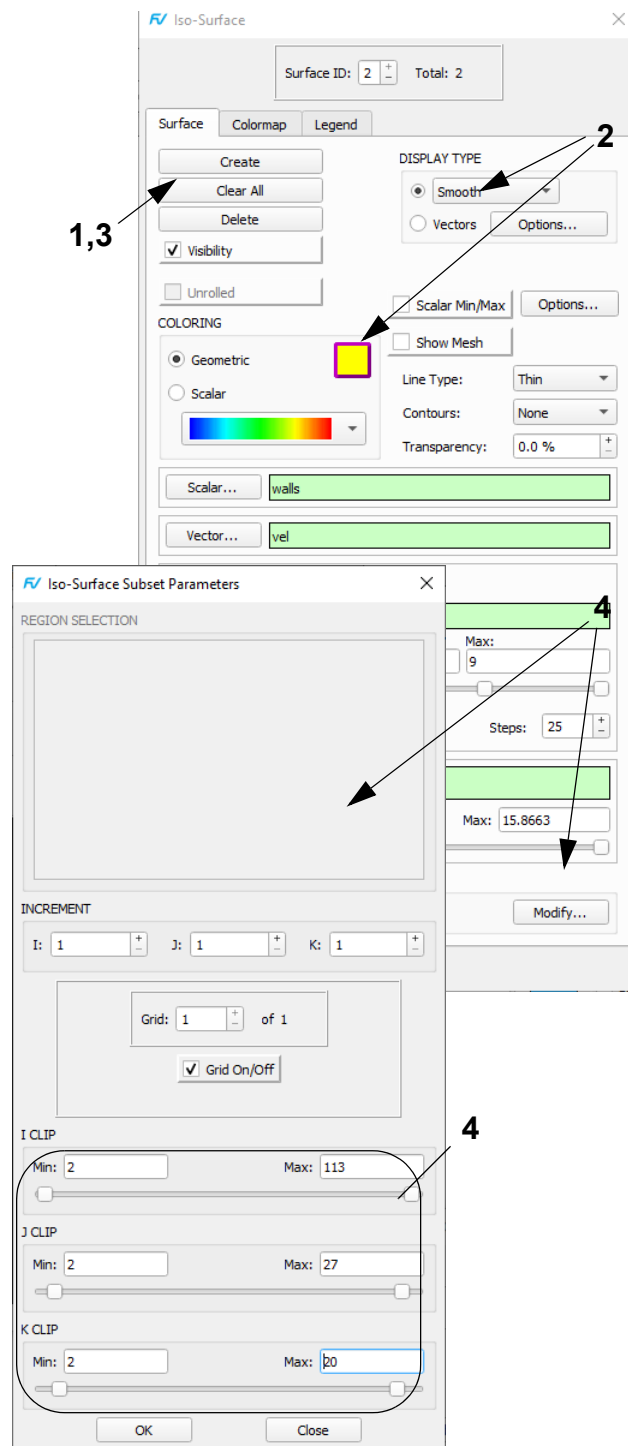 Iso-Surface
Surface ID: 2 Total: 2
Surface Colormap Legend
2
Create
DISPLAY TYPE
Clear All
Smooth
Delete
Vectors Options...
1,3
Visibility
Unrolled
Scalar Min/Max Options...
COLORING
Show Mesh
Geometric
Line Type: Thin
Scalar
Contours: None
Transparency: 0.0 %
Scalar... walls
Vector... vel
Iso-Surface Subset Parameters
4
REGION SELECTION
Max:
9
Steps: 25
Max: 15.8663
INCREMENT
Modify...
I: 1 J: 1 K: 1
Grid: 1 of 1
Grid On/Off
I CLIP
4
Min: 2 Max: 113
J CLIP
Min: 2 Max: 27
K CLIP
Min: 2 Max: 20
OK Close